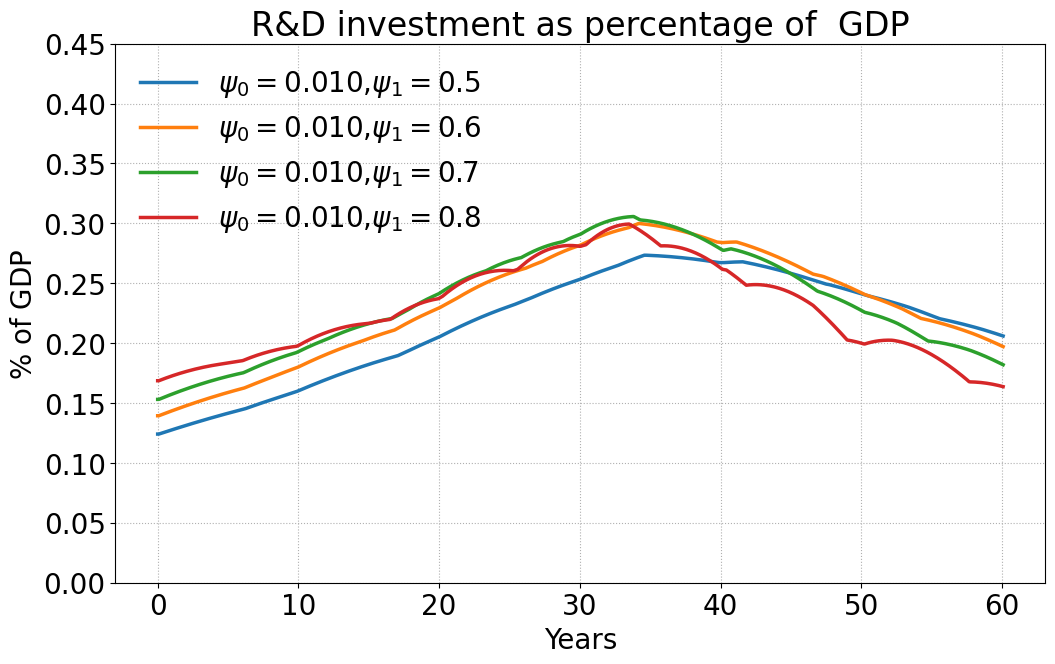 R&D investment as percentage of  GDP
% of GDP
0.45
0.40
0.35
0.30
0.25
0.20
0.15
0.10
0.05
0.00
ψ₀ = 0.010,ψ₁ = 0.5
ψ₀ = 0.010,ψ₁ = 0.6
ψ₀ = 0.010,ψ₁ = 0.7
ψ₀ = 0.010,ψ₁ = 0.8
0 10 20 30 40 50 60
Years